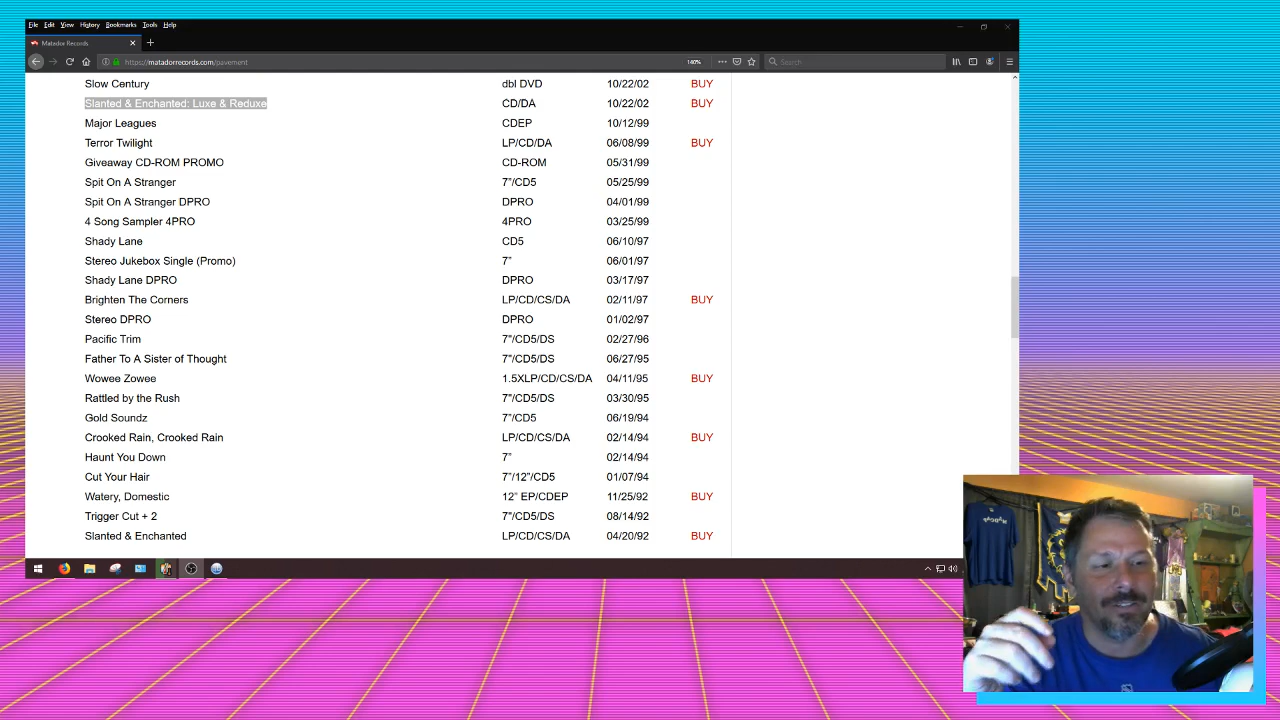 File Edit View History Bookmarks Tools Help
Matador Records
https://matadorrecords.com/pavement 140% Search
Slow Century dbl DVD 10/22/02 BUY
Slanted & Enchanted: Luxe & Reduxe CD/DA 10/22/02 BUY
Major Leagues CDEP 10/12/99
Terror Twilight LP/CD/DA 06/08/99 BUY
Giveaway CD-ROM PROMO CD-ROM 05/31/99
Spit On A Stranger 7"/CD5 05/25/99
Spit On A Stranger DPRO DPRO 04/01/99
4 Song Sampler 4PRO 4PRO 03/25/99
Shady Lane CD5 06/10/97
Stereo Jukebox Single (Promo) 7" 06/01/97
Shady Lane DPRO DPRO 03/17/97
Brighten The Corners LP/CD/CS/DA 02/11/97 BUY
Stereo DPRO DPRO 01/02/97
Pacific Trim 7"/CD5/DS 02/27/96
Father To A Sister of Thought 7"/CD5/DS 06/27/95
Wowee Zowee 1.5XLP/CD/CS/DA 04/11/95 BUY
Rattled by the Rush 7"/CD5/DS 03/30/95
Gold Soundz 7"/CD5 06/19/94
Crooked Rain, Crooked Rain LP/CD/CS/DA 02/14/94 BUY
Haunt You Down 7" 02/14/94
Cut Your Hair 7"/12"/CD5 01/07/94
Watery, Domestic 12" EP/CDEP 11/25/92 BUY
Trigger Cut + 2 7"/CD5/DS 08/14/92
Slanted & Enchanted LP/CD/CS/DA 04/20/92 BUY